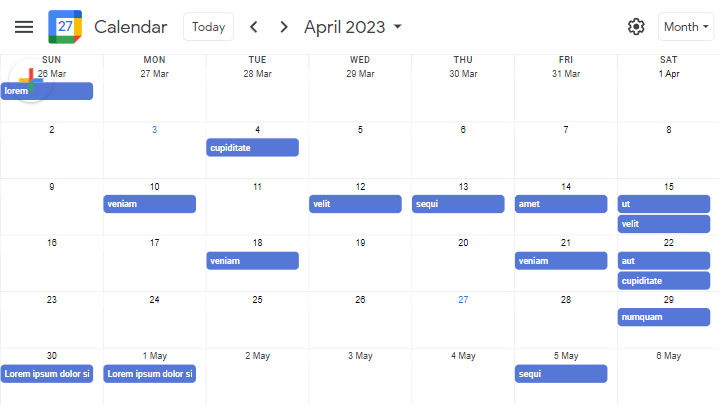 27 Calendar Today April 2023 Month
SUN MON TUE WED THU FRI SAT
26 Mar 27 Mar 28 Mar 29 Mar 30 Mar 31 Mar 1 Apr
lorem
2 3 4 5 6 7 8
cupiditate
9 10 11 12 13 14 15
veniam velit sequi amet ut
velit
16 17 18 19 20 21 22
veniam veniam aut
cupiditate
23 24 25 26 27 28 29
numquam
30 1 May 2 May 3 May 4 May 5 May 6 May
Lorem ipsum dolor si Lorem ipsum dolor si sequi